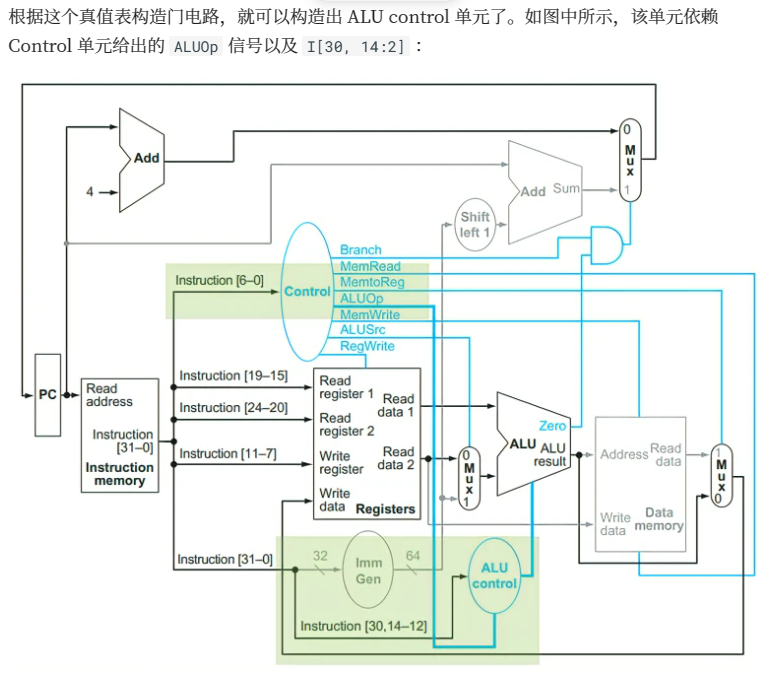 根据这个真值表构造门电路，就可以构造出 ALU control 单元了。如图中所示，该单元依赖
Control 单元给出的 ALUOp 信号以及 I[30, 14:2] ：
Add
4
0
M
u
x
1
Add Sum
Shift
left 1
Branch
MemRead
MemtoReg
ALUOp
MemWrite
ALUSrc
RegWrite
Instruction [6–0]
Control
PC
Read
address
Instruction
[31–0]
Instruction
memory
Instruction [19–15]
Instruction [24–20]
Instruction [11–7]
Instruction [31–0]
Read
register 1
Read
data 1
Read
register 2
Write
register
Read
data 2
Write
data
Registers
0
M
u
x
1
Zero
ALU
ALU
result
Address
Read
data
Write
data
Data
memory
1
M
u
x
0
32
Imm
Gen
64
ALU
control
Instruction [30,14–12]